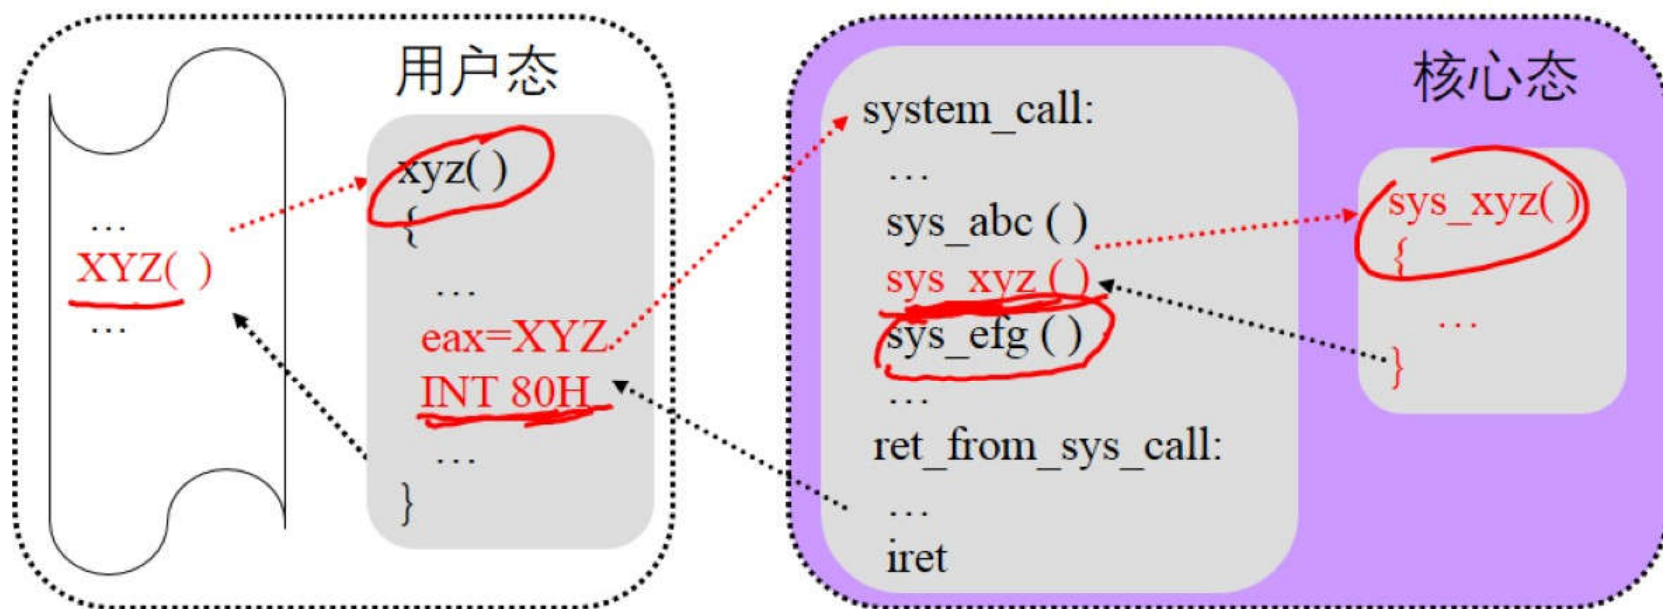 用户态
...
XYZ( )
...
xyz( )
{
...
eax=XYZ
INT 80H
...
}
核心态
system_call:
...
sys_abc ( )
sys_xyz ( )
sys_efg ( )
...
ret_from_sys_call:
...
iret
sys_xyz( )
{
...
}